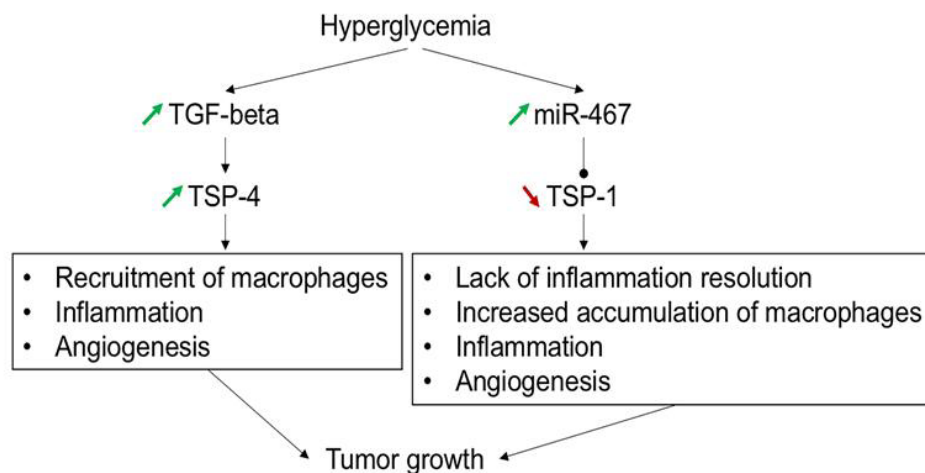 Hyperglycemia
TGF-beta
miR-467
TSP-4
TSP-1
• Recruitment of macrophages
• Inflammation
• Angiogenesis
• Lack of inflammation resolution
• Increased accumulation of macrophages
• Inflammation
• Angiogenesis
Tumor growth